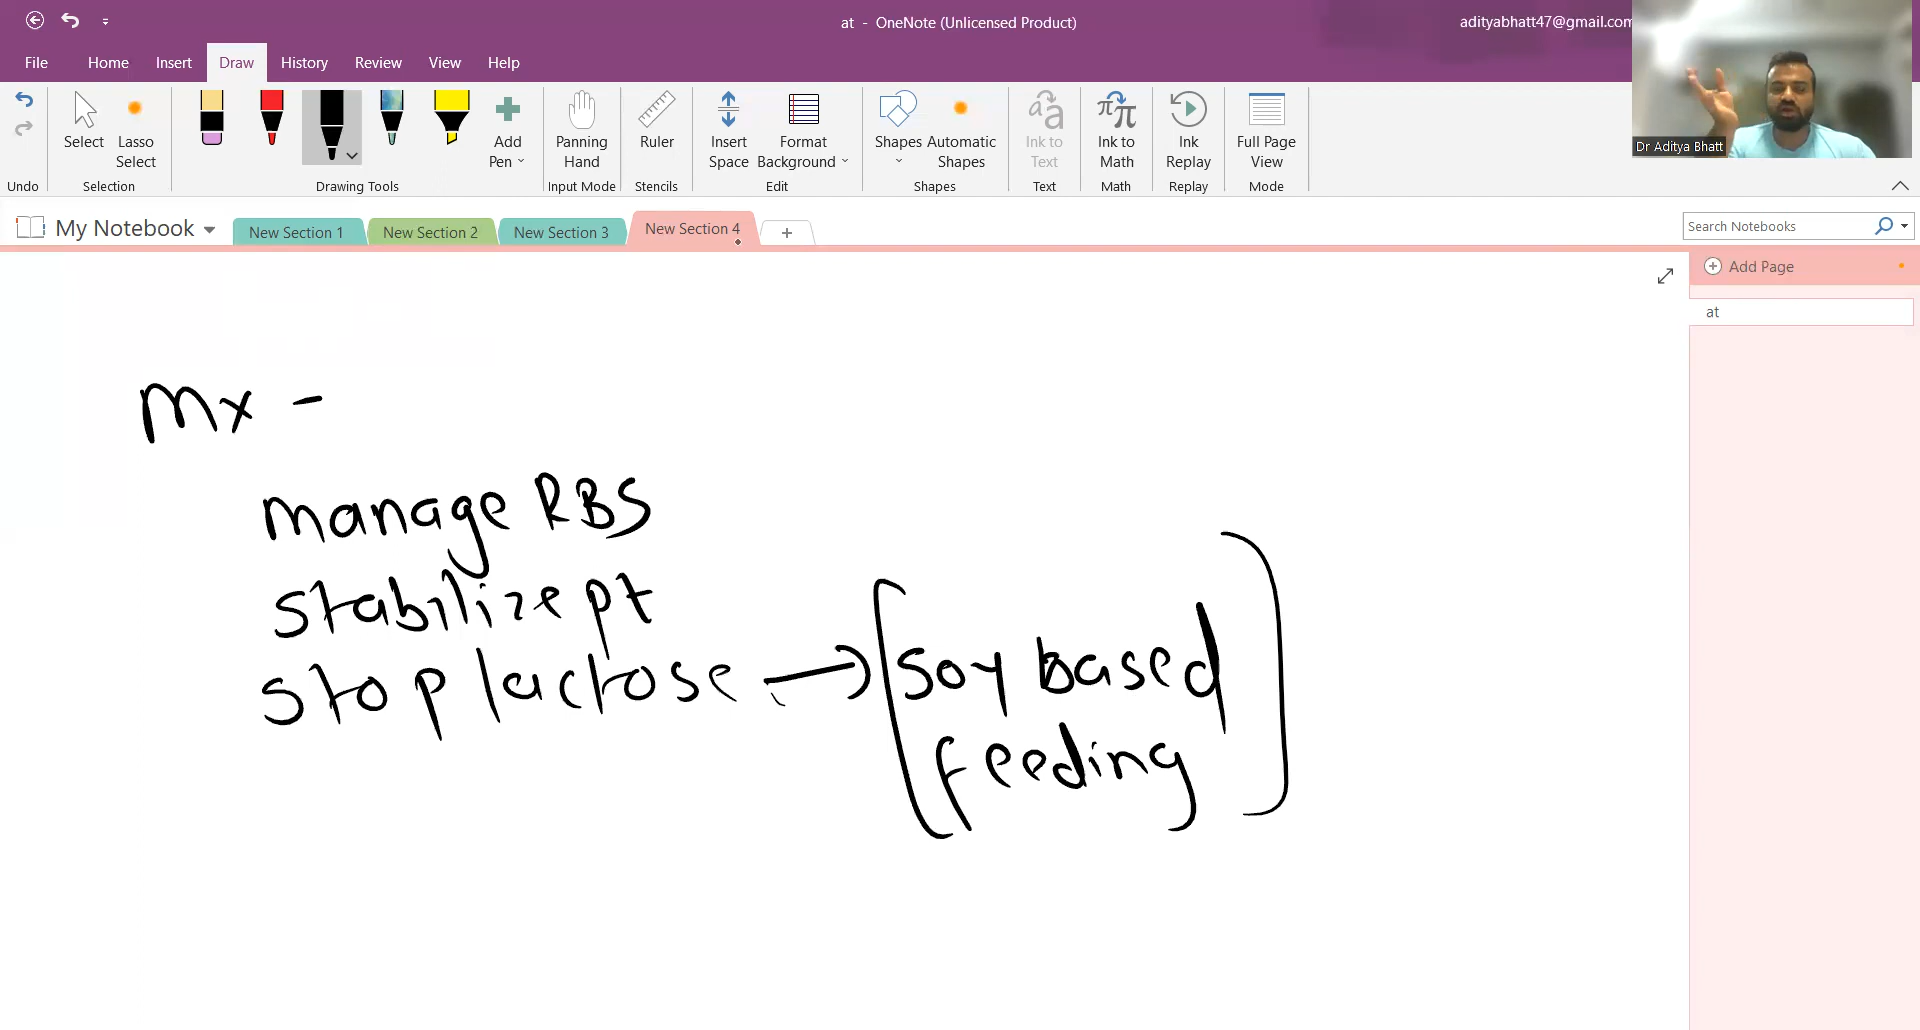 at - OneNote (Unlicensed Product)
adityabhatt47@gmail.com
File Home Insert Draw History Review View Help
Select
Lasso Select
Add Pen
Panning Hand
Ruler
Insert Space
Format Background
Shapes
Automatic Shapes
Ink to Text
Ink to Math
Ink Replay
Full Page View
Dr Aditya Bhatt
Undo Selection Drawing Tools Input Mode Stencils Edit Shapes Text Math Replay Mode
My Notebook New Section 1 New Section 2 New Section 3 New Section 4
Search Notebooks
Add Page
at
Mx -
manage RBS
stabilize pt
stop lactose → [soy based
feeding]